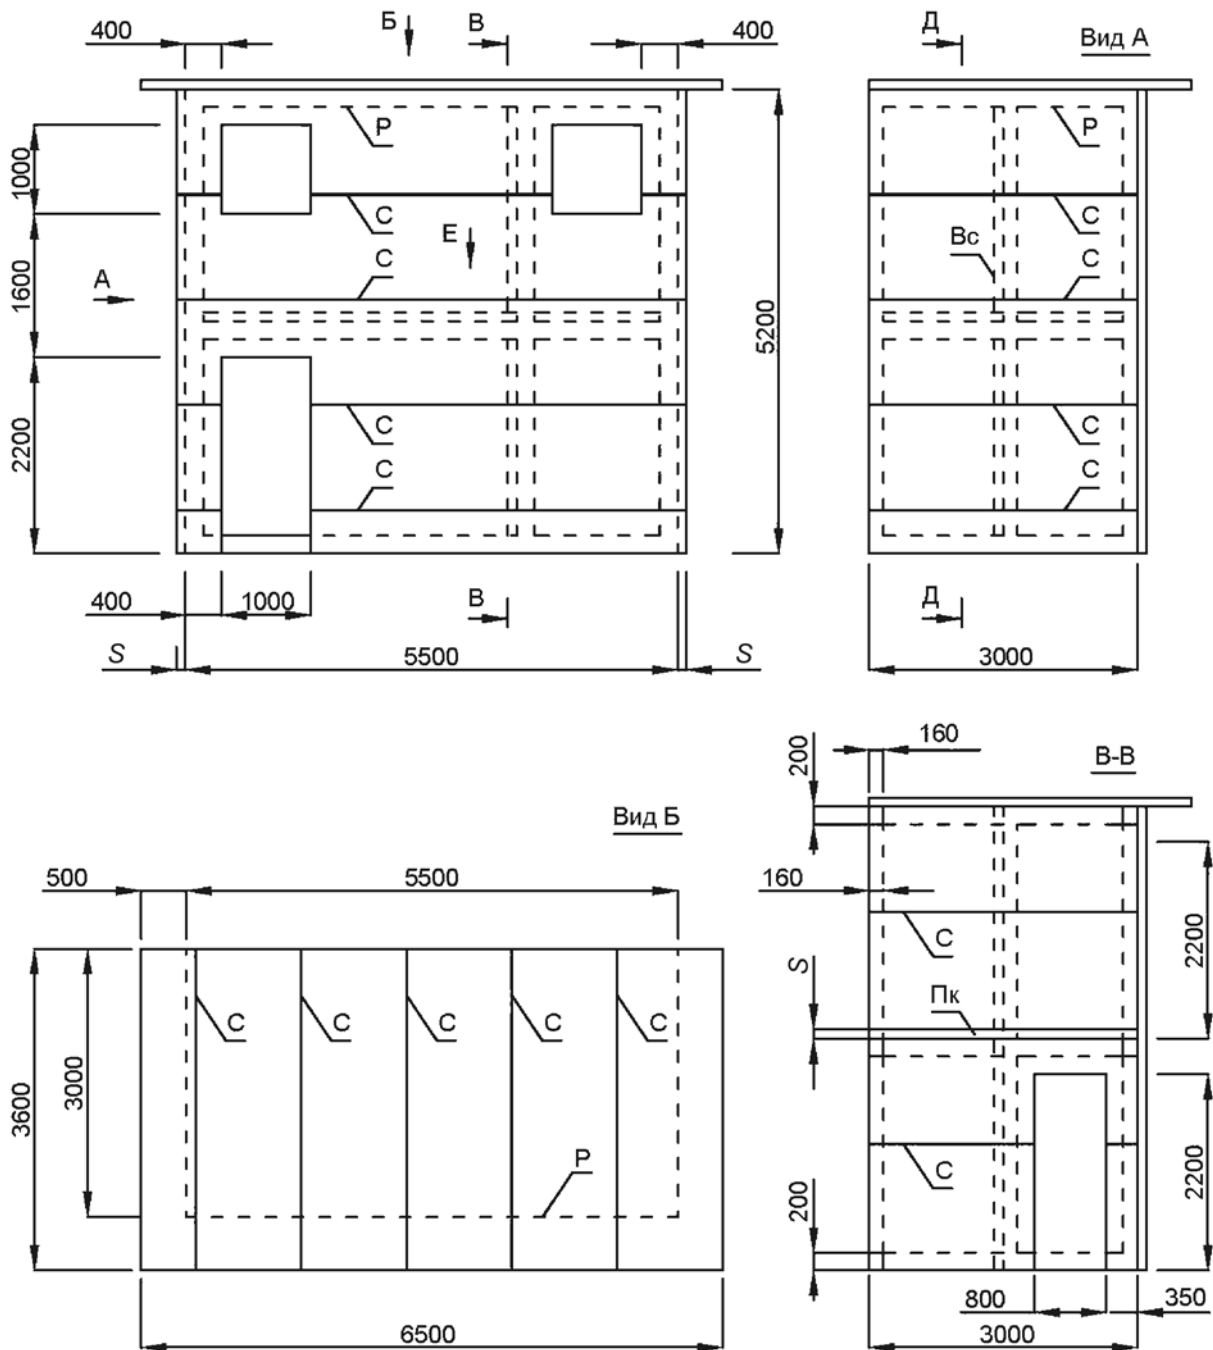 400 Б В 400 Д Вид А
Р Р
1000
С С
Е Вс
С С
А
1600
5200
2200
С С
С С
400 1000 В Д
S 5500 S 3000
160
200 В-В
Вид Б
500 5500 160
2200
С
S
Пк
С С С С С
3000
3600
Р С
2200
200
800 350
6500 3000